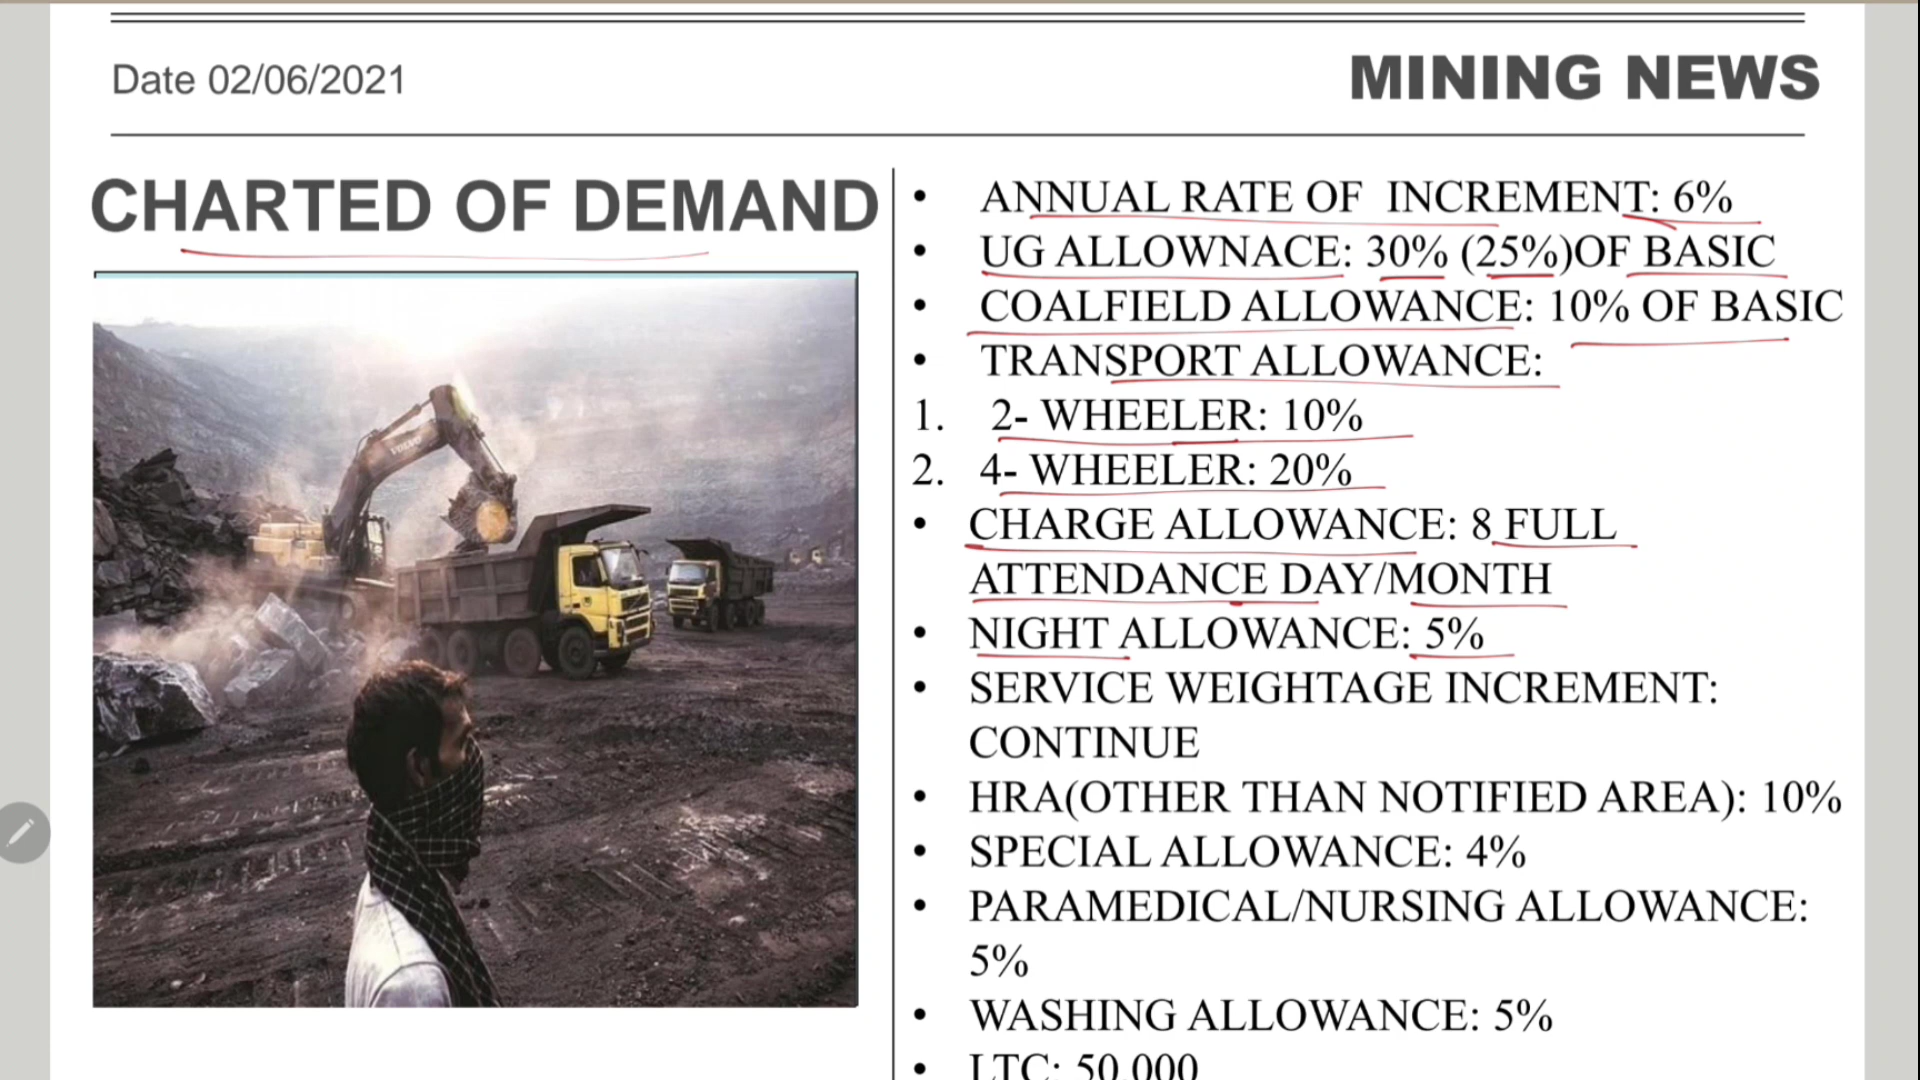 Date 02/06/2021
MINING NEWS
CHARTED OF DEMAND
• ANNUAL RATE OF INCREMENT: 6%
• UG ALLOWNACE: 30% (25%)OF BASIC
• COALFIELD ALLOWANCE: 10% OF BASIC
• TRANSPORT ALLOWANCE:
1. 2- WHEELER: 10%
2. 4- WHEELER: 20%
• CHARGE ALLOWANCE: 8 FULL
ATTENDANCE DAY/MONTH
• NIGHT ALLOWANCE: 5%
• SERVICE WEIGHTAGE INCREMENT:
CONTINUE
• HRA(OTHER THAN NOTIFIED AREA): 10%
• SPECIAL ALLOWANCE: 4%
• PARAMEDICAL/NURSING ALLOWANCE:
5%
• WASHING ALLOWANCE: 5%
• LTC: 50,000
VOLVO